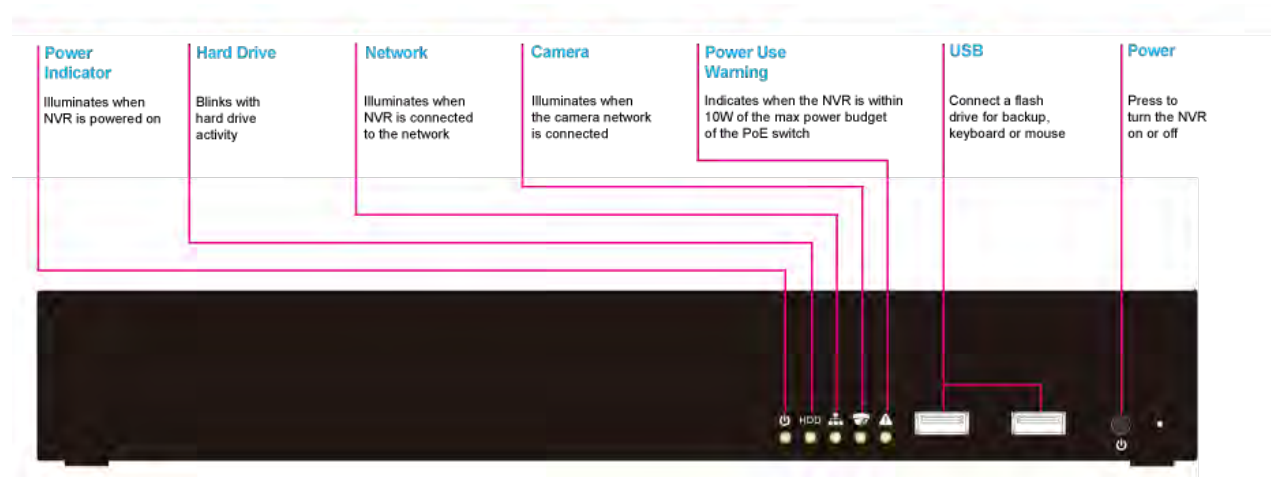 Power
Indicator
Illuminates when
NVR is powered on
Hard Drive
Blinks with
hard drive
activity
Network
Illuminates when
NVR is connected
to the network
Camera
Illuminates when
the camera network
is connected
Power Use
Warning
Indicates when the NVR is within
10W of the max power budget
of the PoE switch
USB
Connect a flash
drive for backup,
keyboard or mouse
Power
Press to
turn the NVR
on or off
HDD